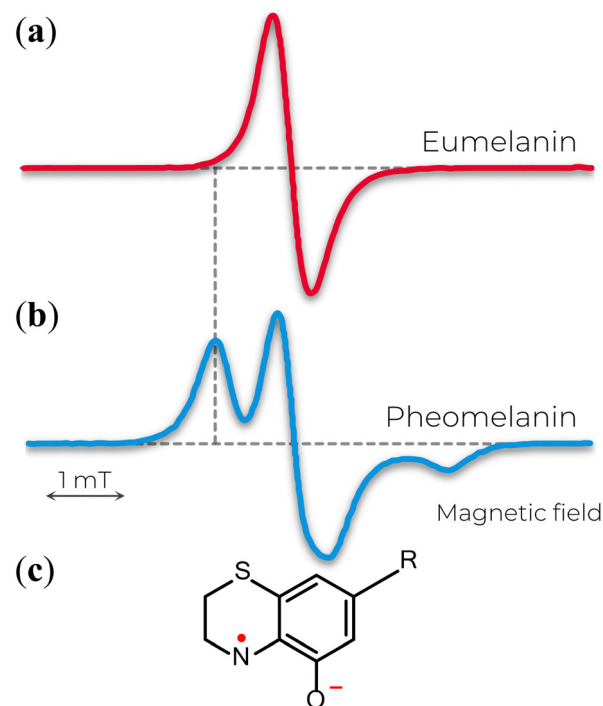 (a)
Eumelanin
(b)
Pheomelanin
1 mT
Magnetic field
(c)
S
R
N
O
−